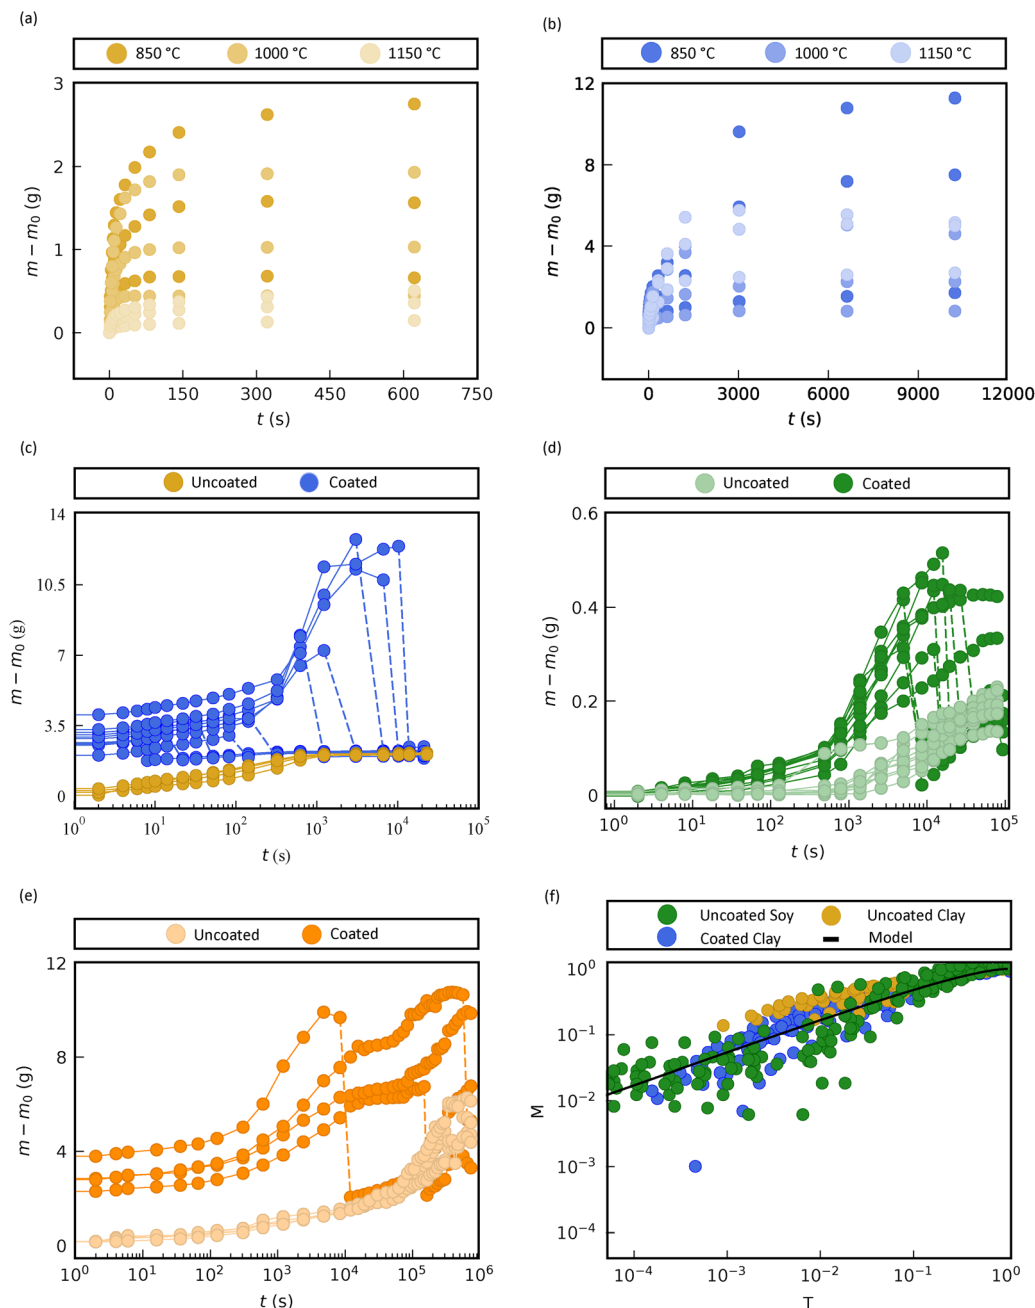 (a)
850 °C 1000 °C 1150 °C
3
2
1
0
m − m0 (g)
0 150 300 450 600 750
t (s)
(b)
850 °C 1000 °C 1150 °C
12
8
4
0
m − m0 (g)
0 3000 6000 9000 12000
t (s)
(c)
Uncoated Coated
14
10.5
7
3.5
0
m − m0 (g)
10^0 10^1 10^2 10^3 10^4 10^5
t (s)
(d)
Uncoated Coated
0.6
0.4
0.2
0
m − m0 (g)
10^0 10^1 10^2 10^3 10^4 10^5
t (s)
(e)
Uncoated Coated
12
8
4
0
m − m0 (g)
10^0 10^1 10^2 10^3 10^4 10^5 10^6
t (s)
(f)
Uncoated Soy Uncoated Clay
Coated Clay Model
10^0
10^−1
10^−2
10^−3
10^−4
M
10^−4 10^−3 10^−2 10^−1 10^0
T